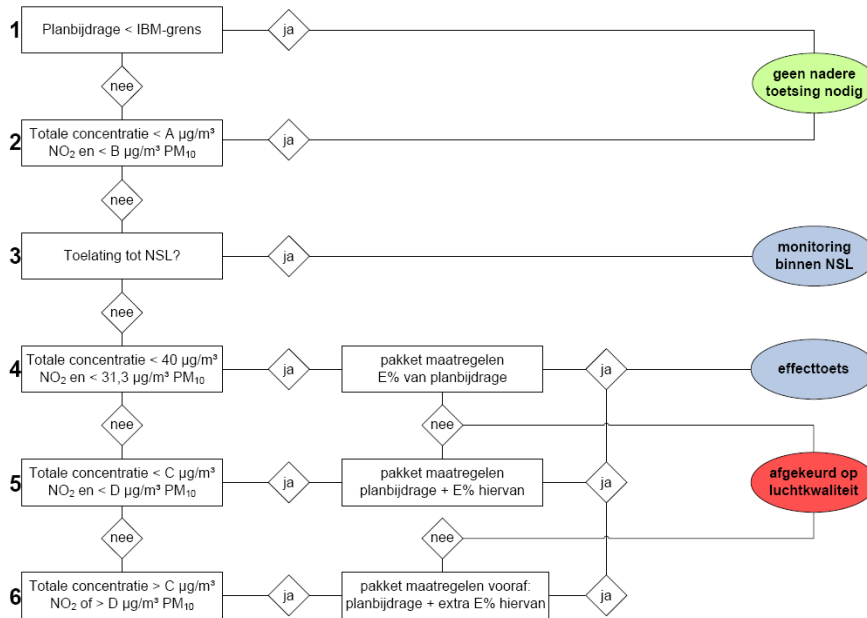 1
Planbijdrage < IBM-grens
ja
geen nadere
toetsing nodig
nee
2
Totale concentratie < A µg/m³
NO₂ en < B µg/m³ PM₁₀
ja
nee
3
Toelating tot NSL?
ja
monitoring
binnen NSL
nee
4
Totale concentratie < 40 µg/m³
NO₂ en < 31,3 µg/m³ PM₁₀
ja
pakket maatregelen
E% van planbijdrage
ja
effecttoets
nee
nee
5
Totale concentratie < C µg/m³
NO₂ en < D µg/m³ PM₁₀
ja
pakket maatregelen
planbijdrage + E% hiervan
ja
afgekeurd op
luchtkwaliteit
nee
nee
6
Totale concentratie > C µg/m³
NO₂ of > D µg/m³ PM₁₀
ja
pakket maatregelen vooraf:
planbijdrage + extra E% hiervan
ja